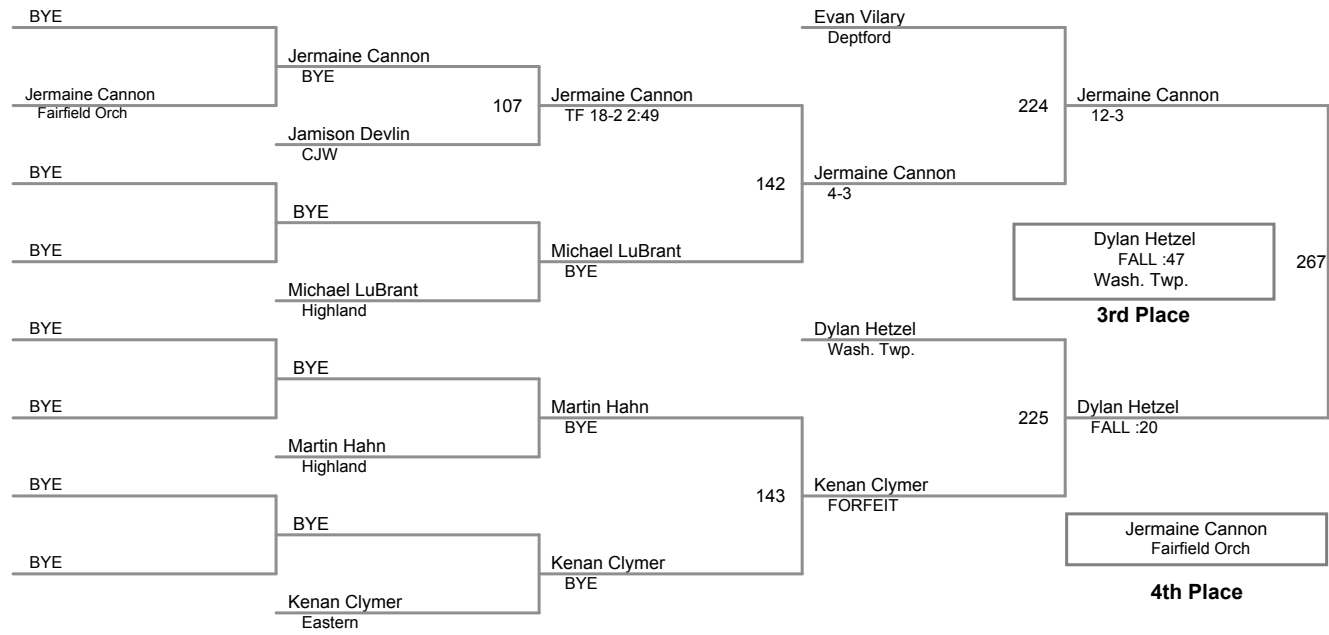 BYE
Jermaine Cannon
Fairfield Orch
BYE
BYE
BYE
BYE
BYE
BYE
Jermaine Cannon
BYE
Jamison Devlin
CJW
BYE
Michael LuBrant
Highland
BYE
Martin Hahn
Highland
BYE
Kenan Clymer
Eastern
107
Jermaine Cannon
TF 18-2 2:49
Michael LuBrant
BYE
Martin Hahn
BYE
Kenan Clymer
BYE
142
143
Evan Vilary
Deptford
Jermaine Cannon
4-3
Dylan Hetzel
Wash. Twp.
Kenan Clymer
FORFEIT
224
225
Jermaine Cannon
12-3
Dylan Hetzel
FALL :20
267
Dylan Hetzel
FALL :47
Wash. Twp.
3rd Place
Jermaine Cannon
Fairfield Orch
4th Place